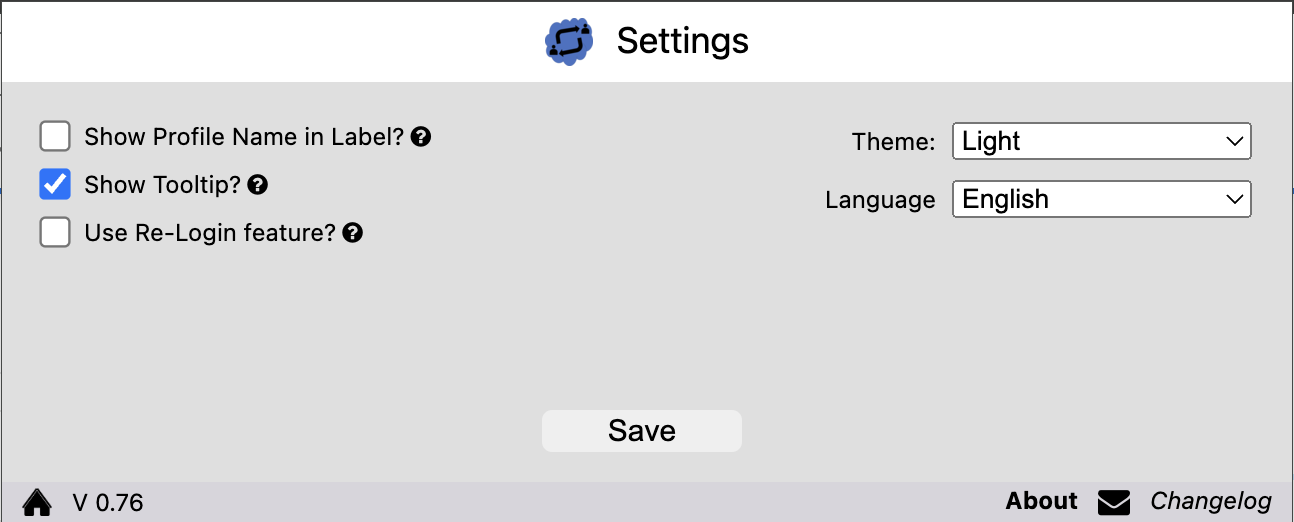 Settings
Show Profile Name in Label?
Show Tooltip?
Use Re-Login feature?
Theme: Light
Language English
Save
V 0.76 About Changelog